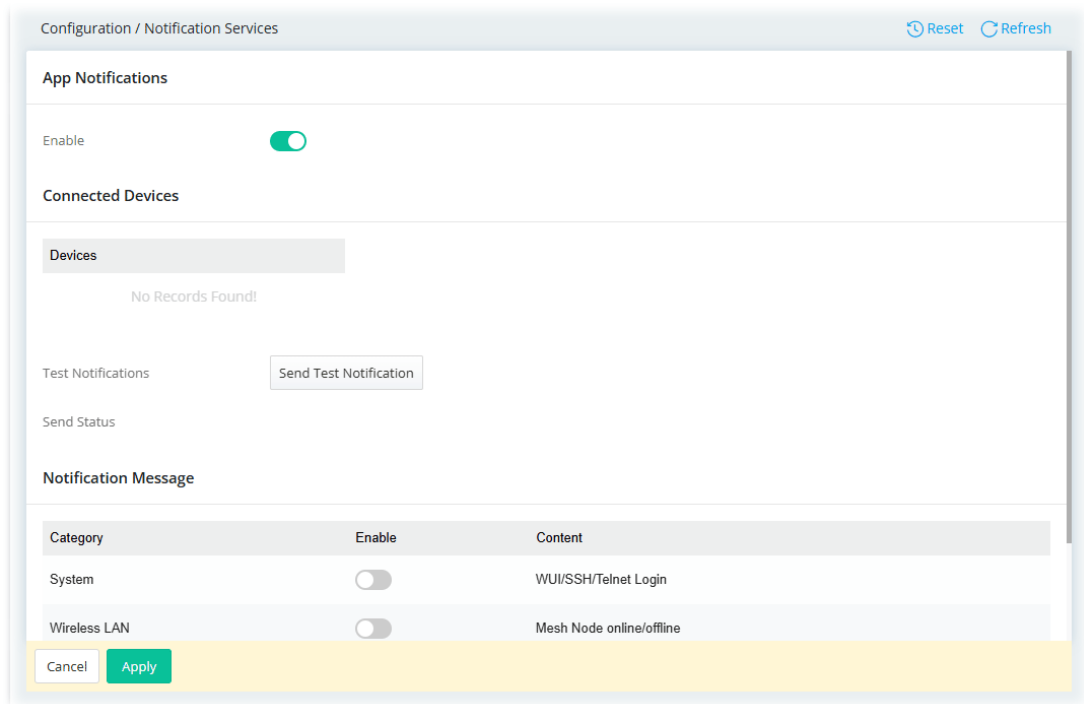 Configuration / Notification Services Reset Refresh
App Notifications
Enable
Connected Devices
Devices
No Records Found!
Test Notifications Send Test Notification
Send Status
Notification Message
Category Enable Content
System WUI/SSH/Telnet Login
Wireless LAN Mesh Node online/offline
Cancel Apply